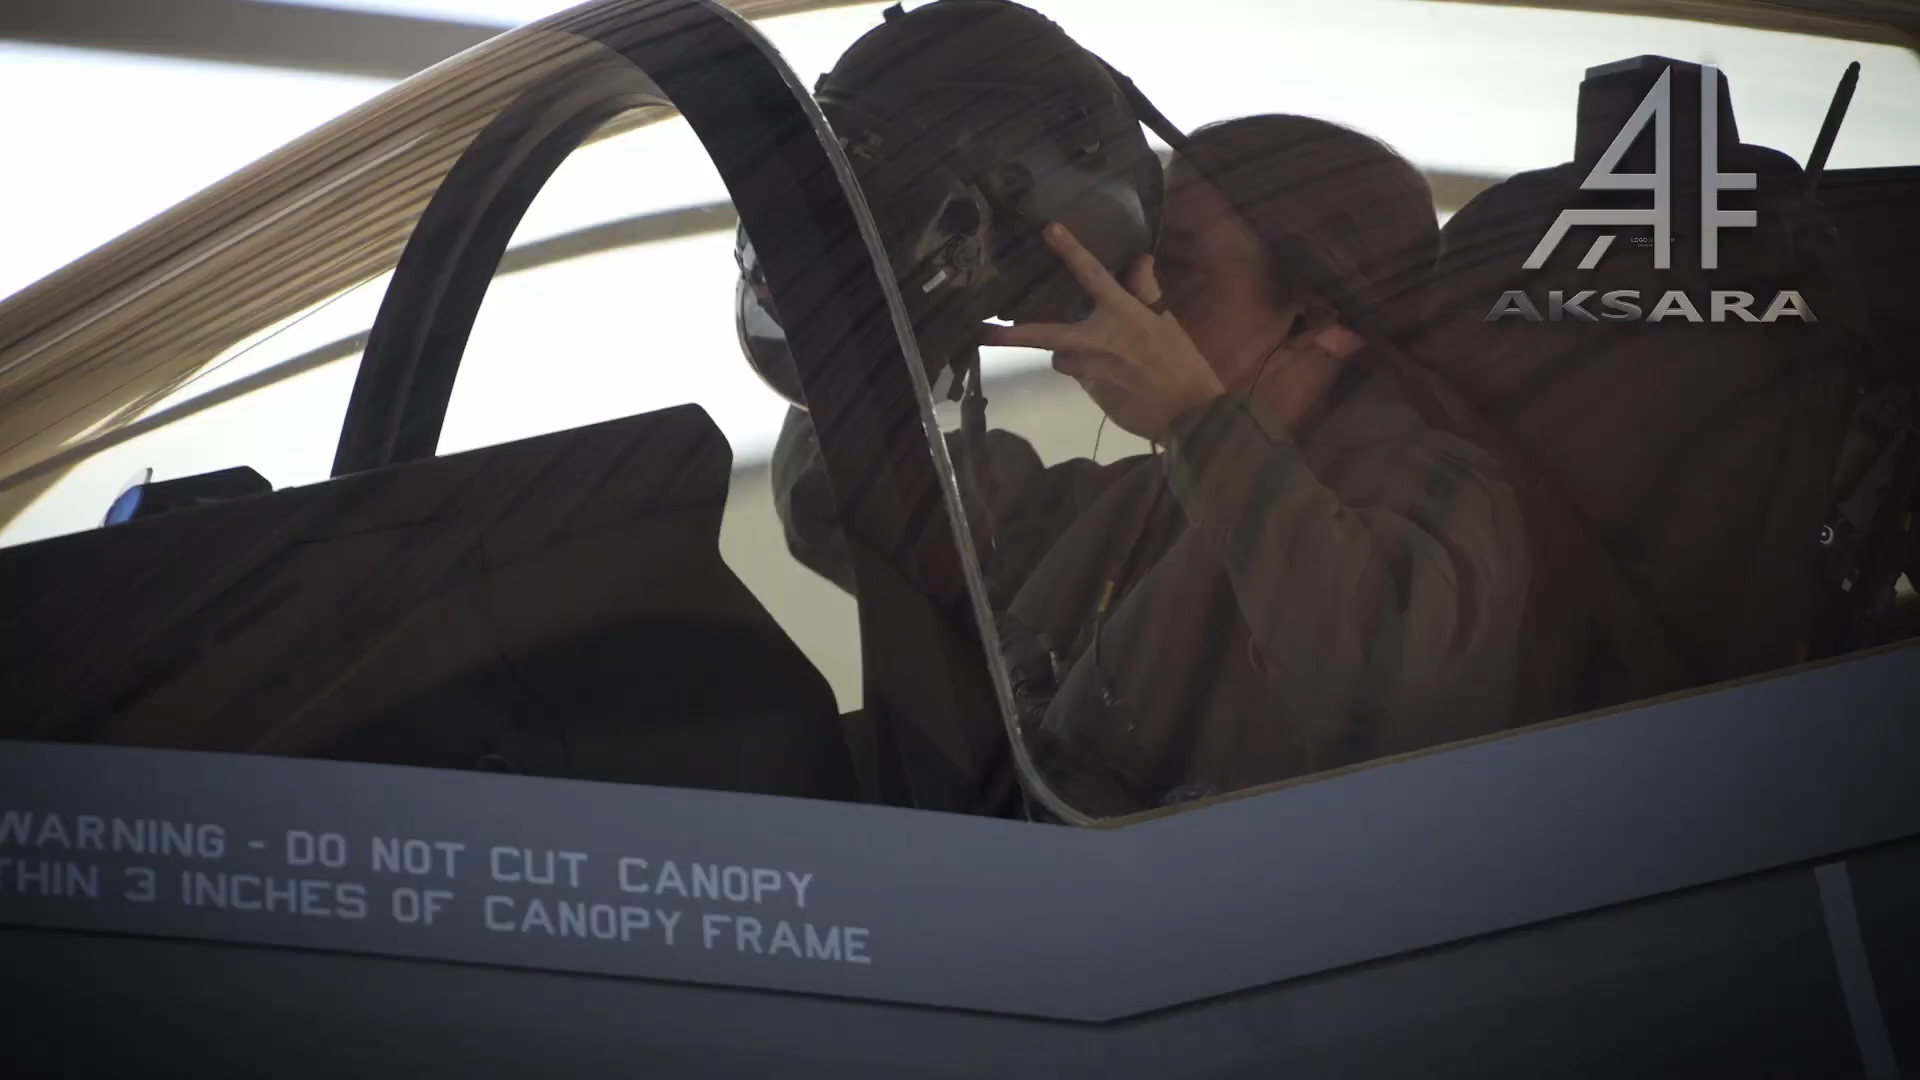 AKSARA
WARNING - DO NOT CUT CANOPY
THIN 3 INCHES OF CANOPY FRAME